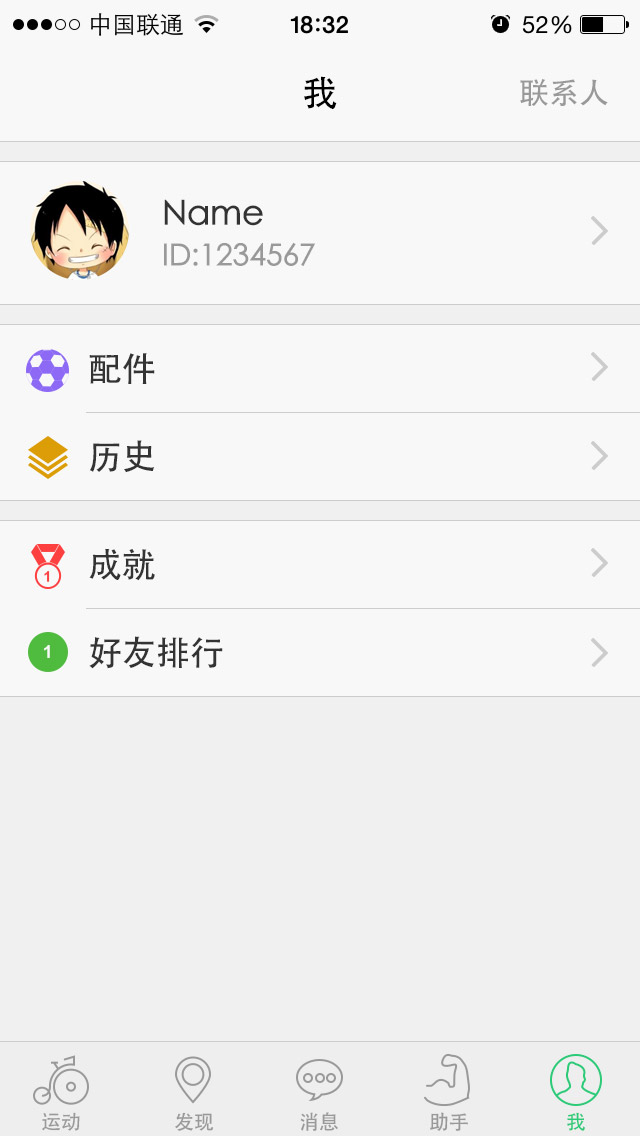 中国联通 18:32 52%
我 联系人
Name
ID:1234567
配件
历史
1 成就
1 好友排行
运动 发现 消息 助手 我